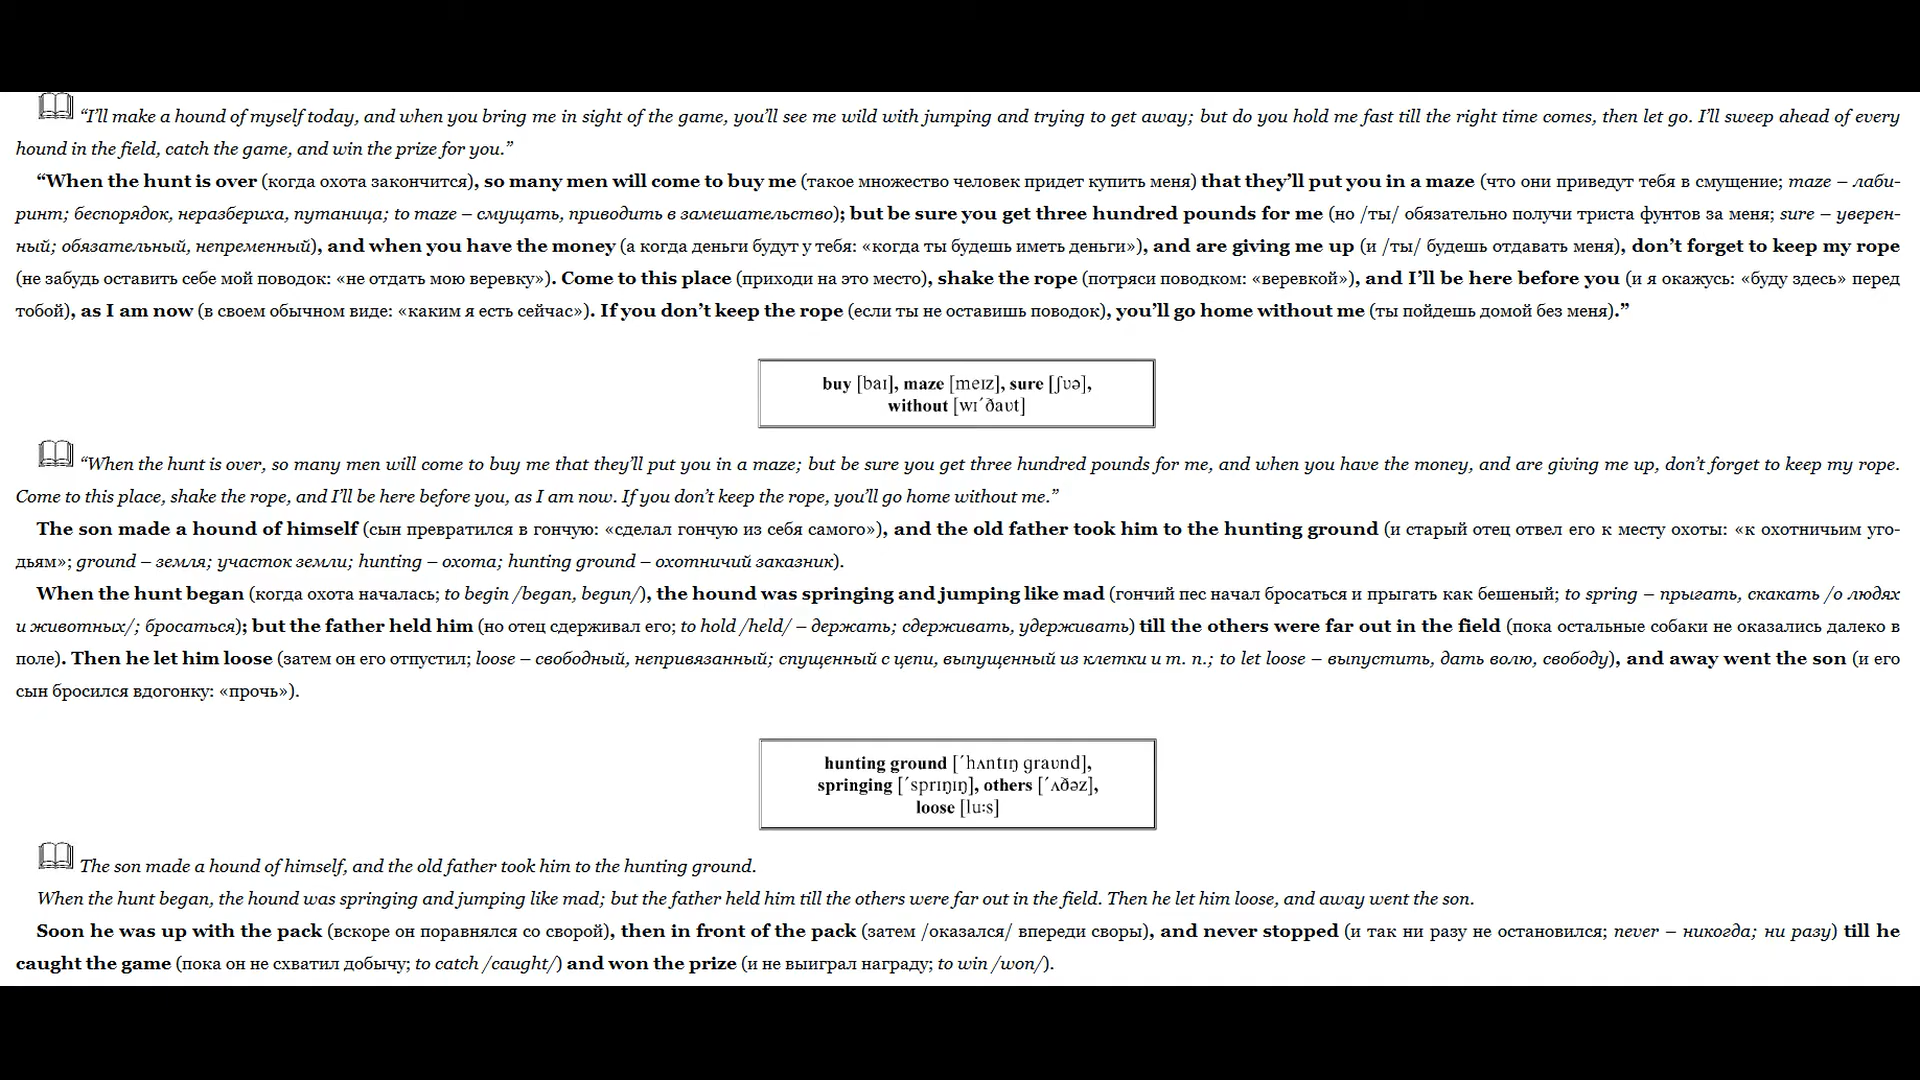 “I’ll make a hound of myself today, and when you bring me in sight of the game, you’ll see me wild with jumping and trying to get away; but do you hold me fast till the right time comes, then let go. I’ll sweep ahead of every
hound in the field, catch the game, and win the prize for you.”
“When the hunt is over (когда охота закончится), so many men will come to buy me (такое множество человек придет купить меня) that they’ll put you in a maze (что они приведут тебя в смущение; maze – лаби-
ринт; беспорядок, неразбериха, путаница; to maze – смущать, приводить в замешательство); but be sure you get three hundred pounds for me (но /ты/ обязательно получи триста фунтов за меня; sure – уверен-
ный; обязательный, непременный), and when you have the money (а когда деньги будут у тебя: «когда ты будешь иметь деньги»), and are giving me up (и /ты/ будешь отдавать меня), don’t forget to keep my rope
(не забудь оставить себе мой поводок: «не отдать мою веревку»). Come to this place (приходи на это место), shake the rope (потряси поводком: «веревкой»), and I’ll be here before you (и я окажусь: «буду здесь» перед
тобой), as I am now (в своем обычном виде: «каким я есть сейчас»). If you don’t keep the rope (если ты не оставишь поводок), you’ll go home without me (ты пойдешь домой без меня).”
buy [baɪ], maze [meɪz], sure [ʃʊə],
without [wɪ´ðaʊt]
“When the hunt is over, so many men will come to buy me that they’ll put you in a maze; but be sure you get three hundred pounds for me, and when you have the money, and are giving me up, don’t forget to keep my rope.
Come to this place, shake the rope, and I’ll be here before you, as I am now. If you don’t keep the rope, you’ll go home without me.”
The son made a hound of himself (сын превратился в гончую: «сделал гончую из себя самого»), and the old father took him to the hunting ground (и старый отец отвел его к месту охоты: «к охотничьим уго-
дьям»; ground – земля; участок земли; hunting – охота; hunting ground – охотничий заказник).
When the hunt began (когда охота началась; to begin /began, begun/), the hound was springing and jumping like mad (гончий пес начал бросаться и прыгать как бешеный; to spring – прыгать, скакать /о людях
и животных/; бросаться); but the father held him (но отец сдерживал его; to hold /held/ – держать; сдерживать, удерживать) till the others were far out in the field (пока остальные собаки не оказались далеко в
поле). Then he let him loose (затем он его отпустил; loose – свободный, непривязанный; спущенный с цепи, выпущенный из клетки и т. п.; to let loose – выпустить, дать волю, свободу), and away went the son (и его
сын бросился вдогонку: «прочь»).
hunting ground [´hʌntɪŋ graʊnd],
springing [´sprɪŋɪŋ], others [´ʌðəz],
loose [lu:s]
The son made a hound of himself, and the old father took him to the hunting ground.
When the hunt began, the hound was springing and jumping like mad; but the father held him till the others were far out in the field. Then he let him loose, and away went the son.
Soon he was up with the pack (вскоре он поравнялся со сворой), then in front of the pack (затем /оказался/ впереди своры), and never stopped (и так ни разу не остановился; never – никогда; ни разу) till he
caught the game (пока он не схватил добычу; to catch /caught/) and won the prize (и не выиграл награду; to win /won/).